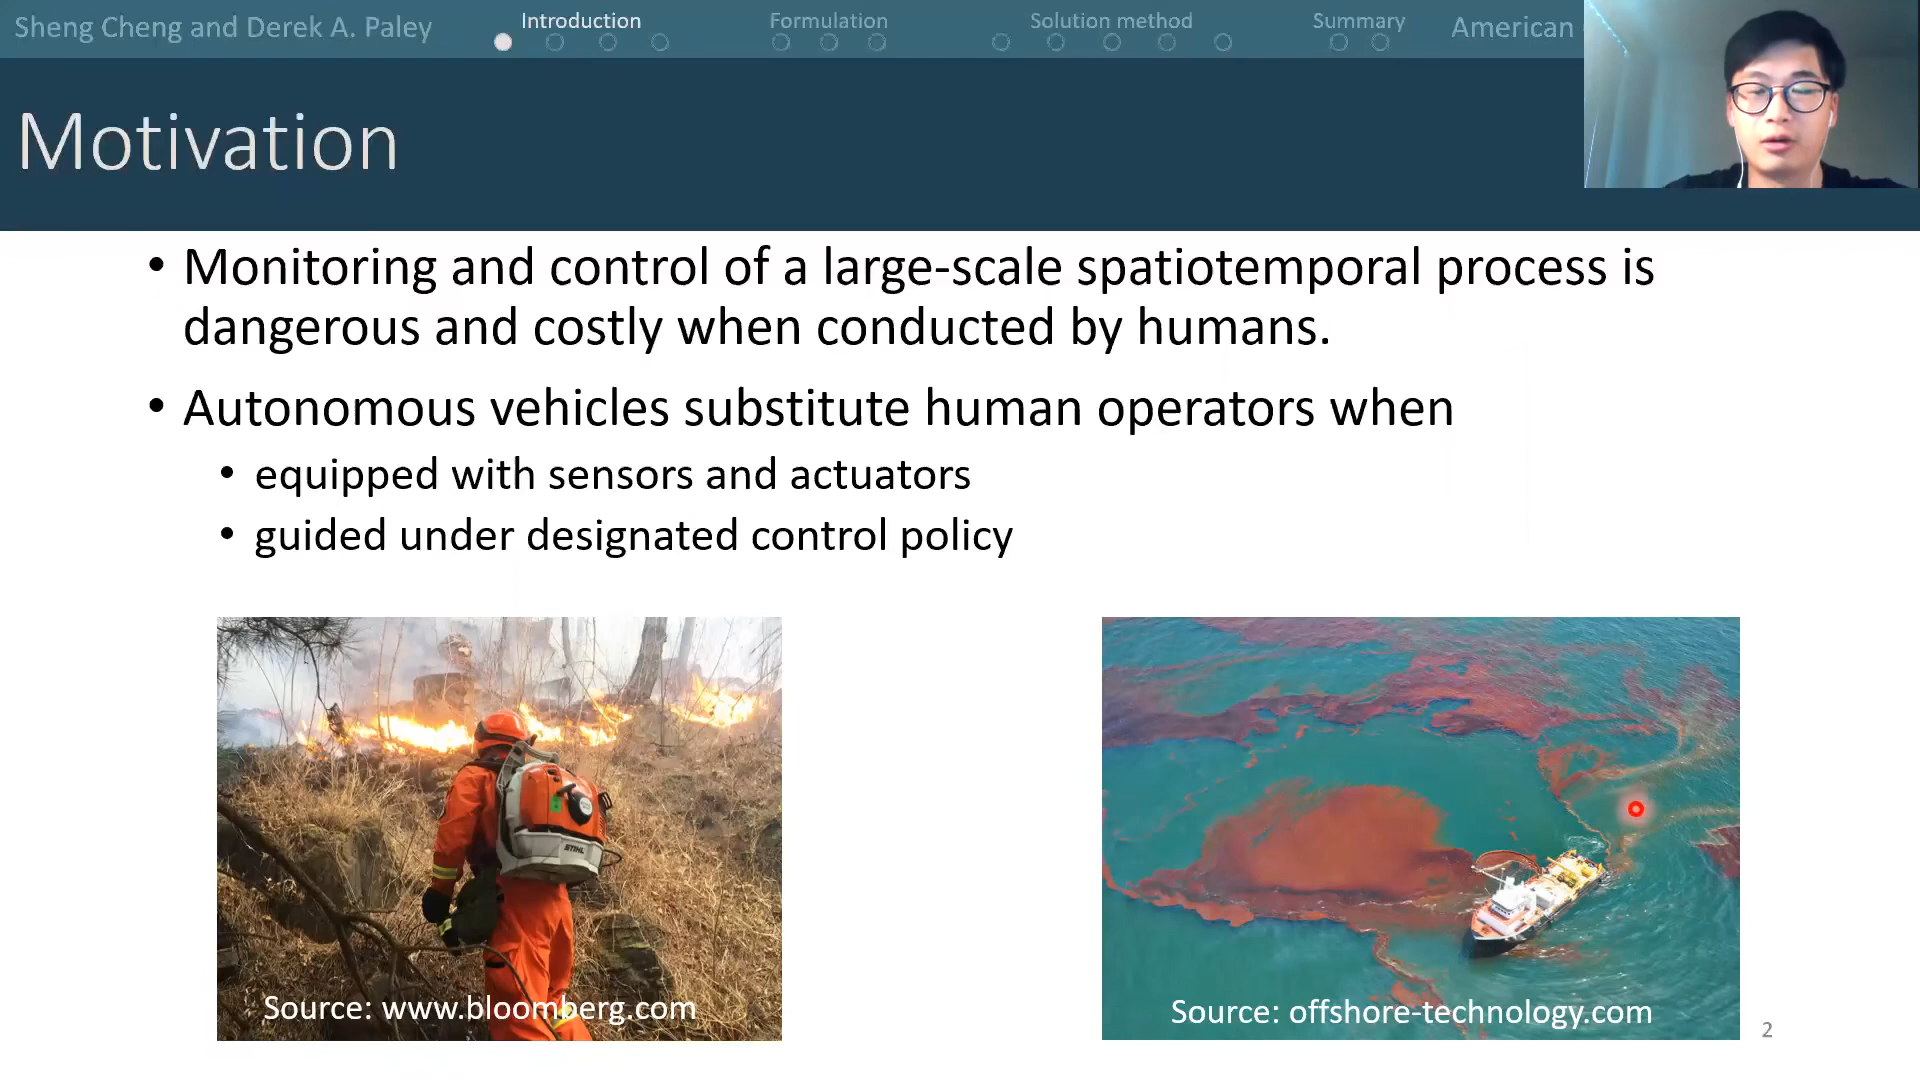 Sheng Cheng and Derek A. Paley
Introduction
Formulation
Solution method
Summary
American
Motivation
• Monitoring and control of a large-scale spatiotemporal process is
dangerous and costly when conducted by humans.
• Autonomous vehicles substitute human operators when
• equipped with sensors and actuators
• guided under designated control policy
STIHL
Source: www.bloomberg.com
Source: offshore-technology.com
2